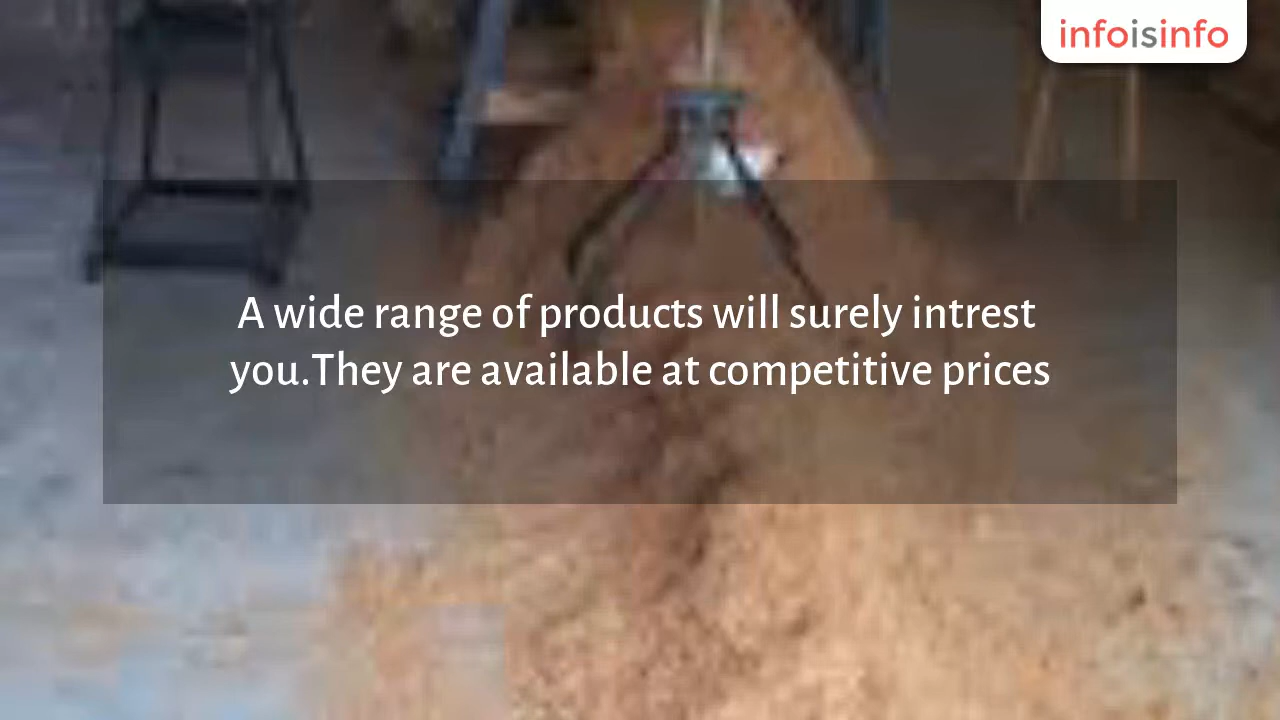 infoisinfo
A wide range of products will surely intrest
you.They are available at competitive prices